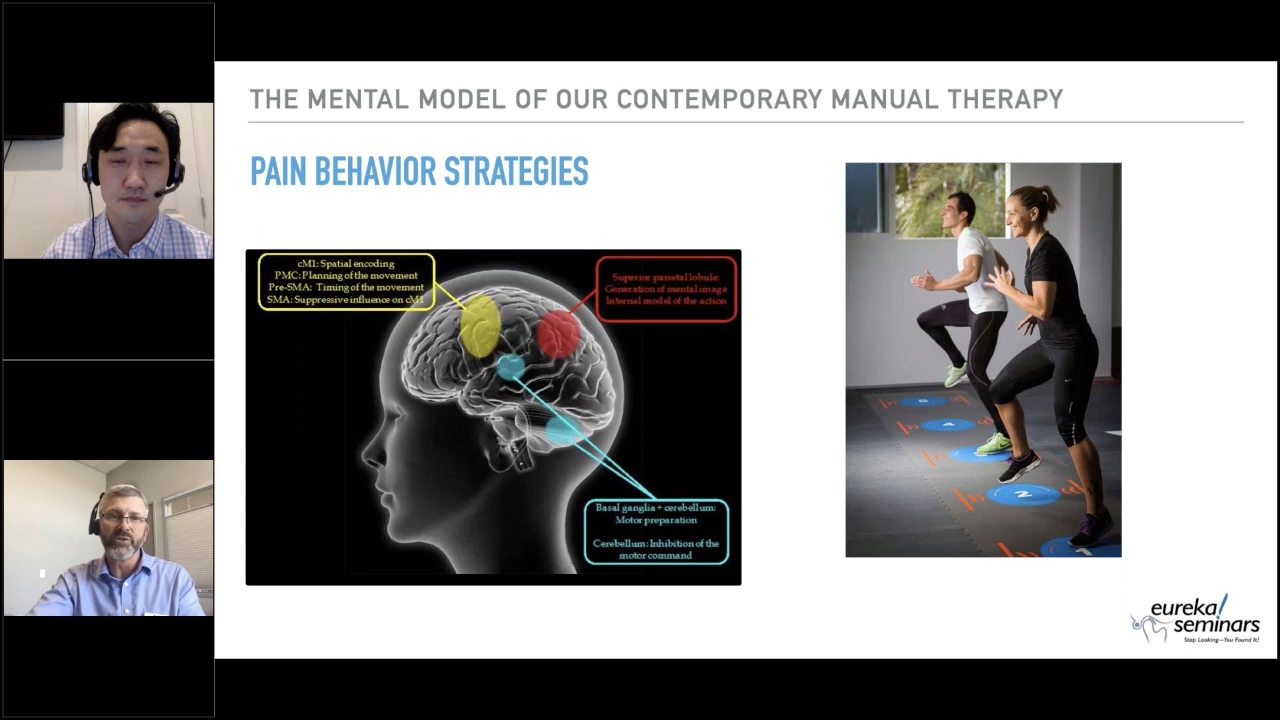 THE MENTAL MODEL OF OUR CONTEMPORARY MANUAL THERAPY
PAIN BEHAVIOR STRATEGIES
cM1: Spatial encoding
PMC: Planning of the movement
Pre-SMA: Timing of the movement
SMA: Suppressive influence on cM1
Superior parietal lobule:
Generation of mental image
Internal model of the action
Basal ganglia + cerebellum:
Motor preparation
Cerebellum: Inhibition of the
motor command
5
4
2
1
eureka!
seminars
Stop Looking—You Found It!